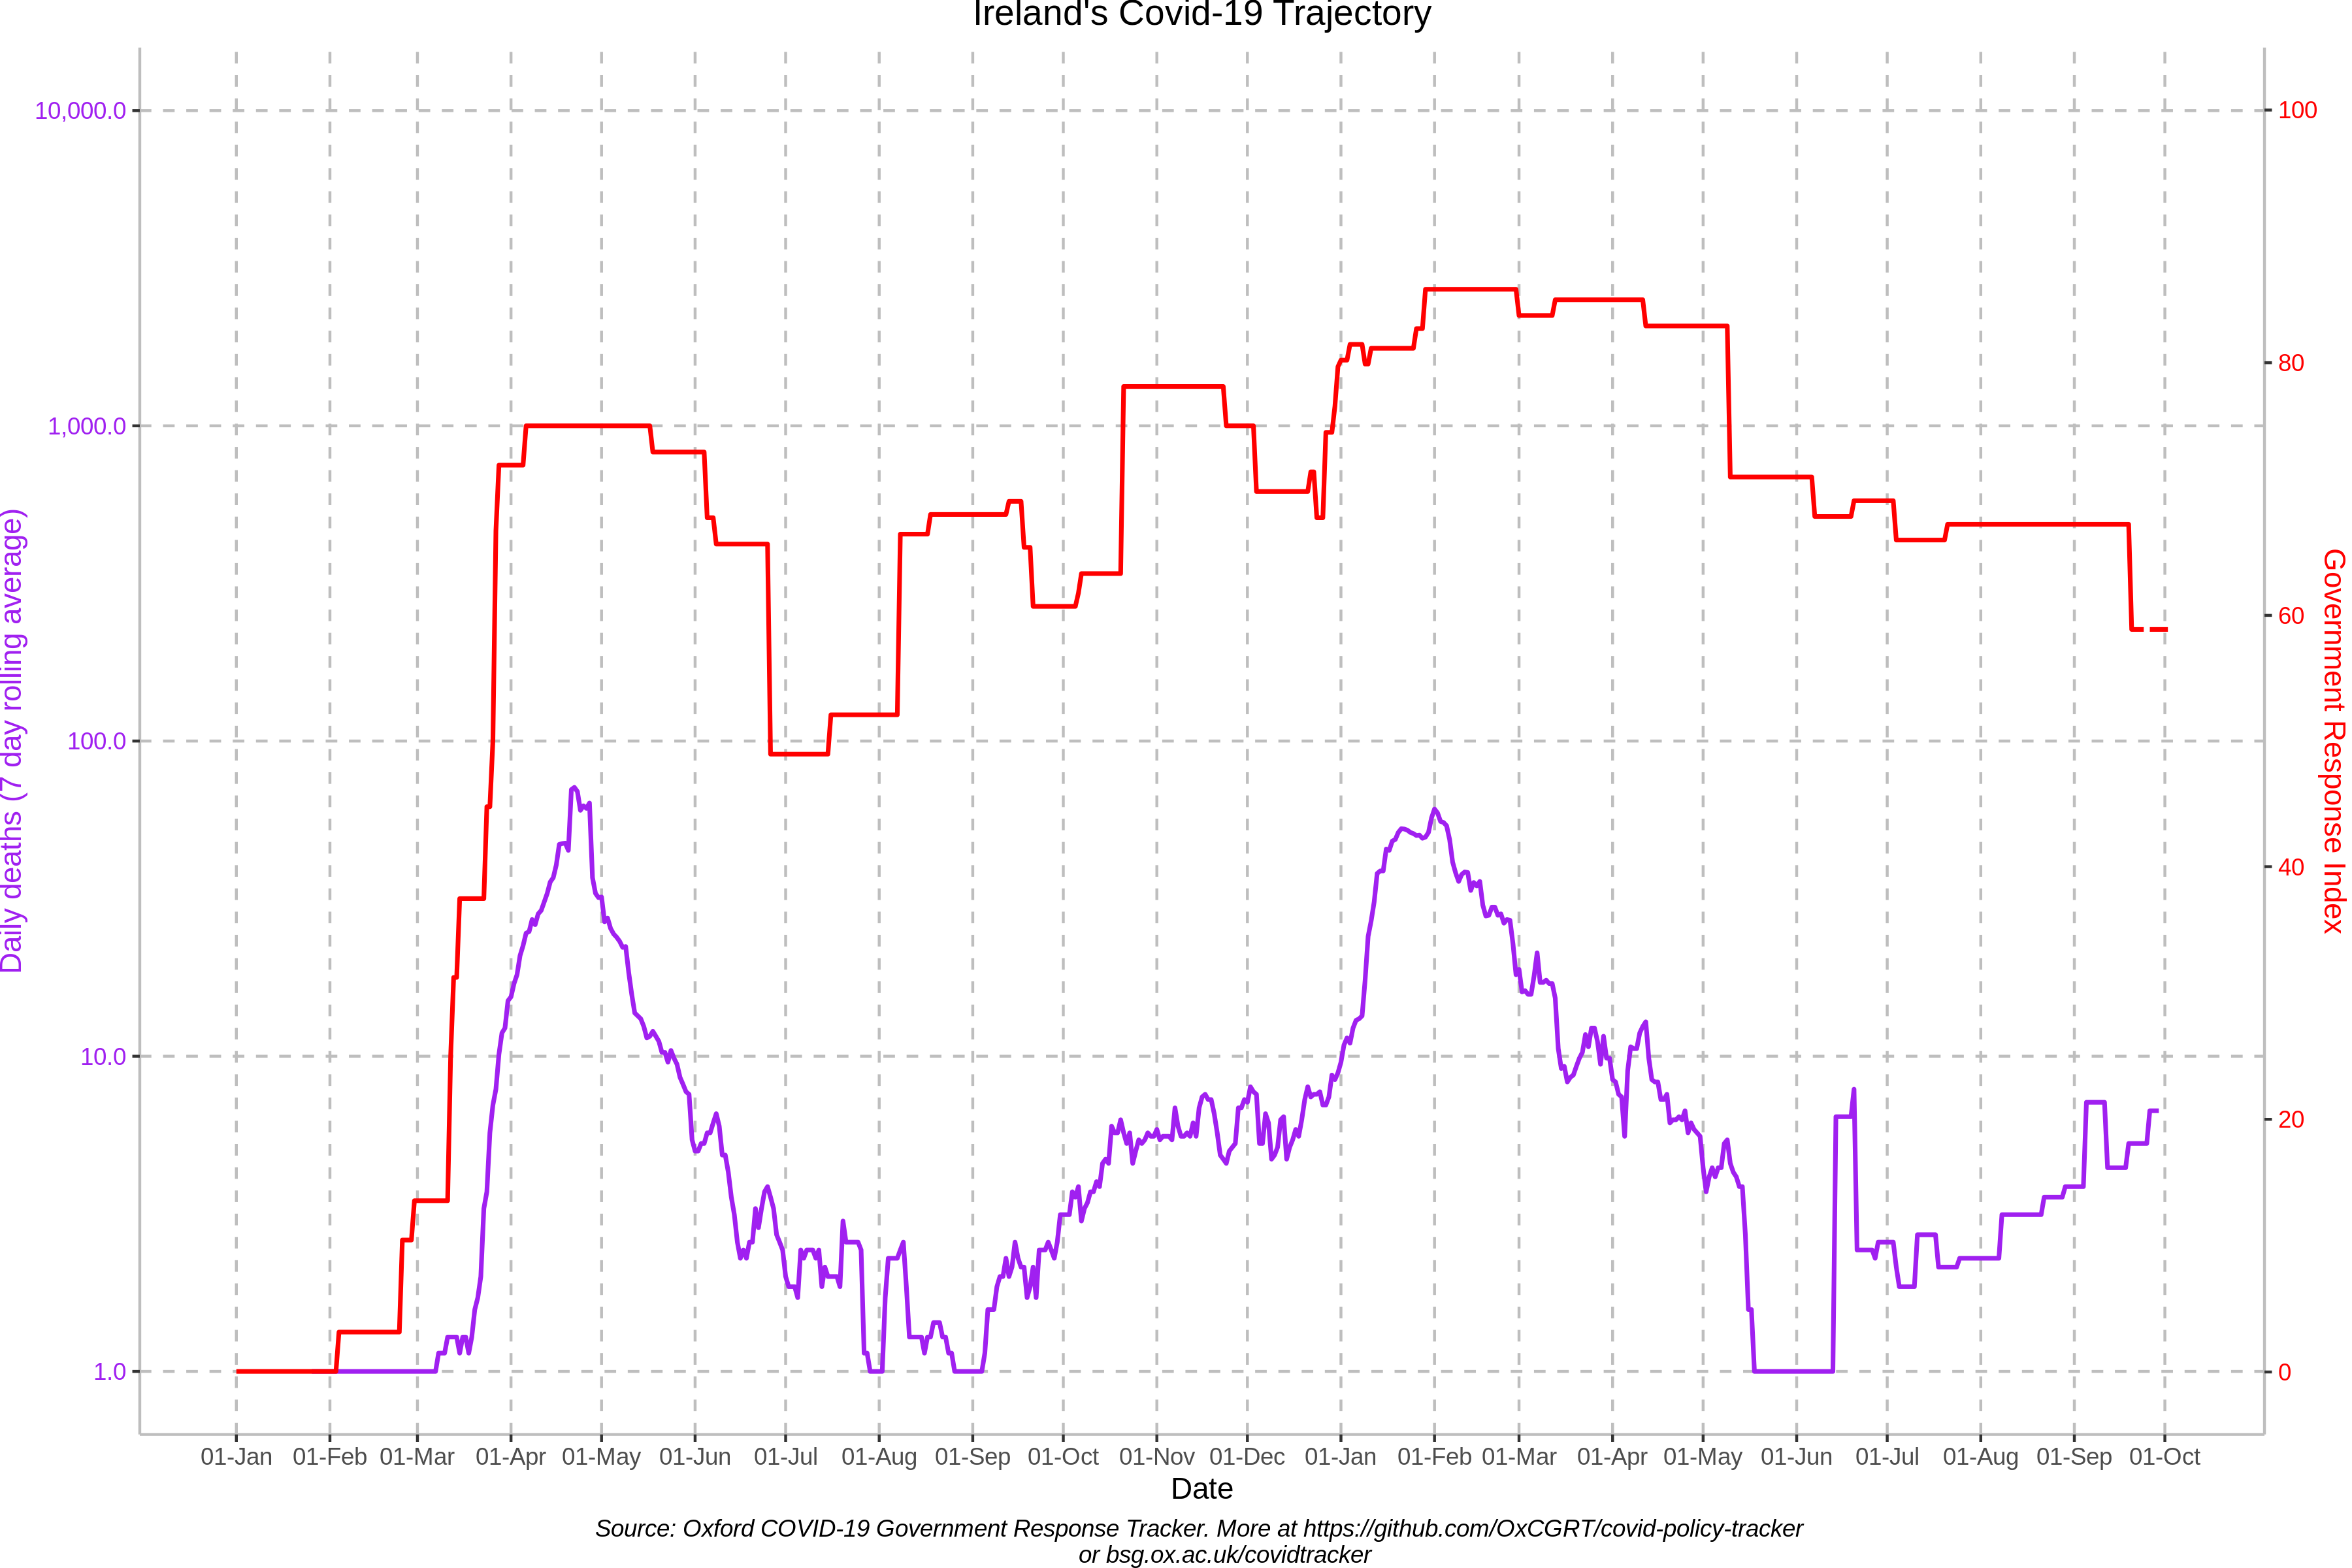 Ireland's Covid-19 Trajectory
10,000.0
1,000.0
100.0
10.0
1.0
Daily deaths (7 day rolling average)
100
80
60
40
20
0
Government Response Index
01-Jan 01-Feb 01-Mar 01-Apr 01-May 01-Jun 01-Jul 01-Aug 01-Sep 01-Oct 01-Nov 01-Dec 01-Jan 01-Feb 01-Mar 01-Apr 01-May 01-Jun 01-Jul 01-Aug 01-Sep 01-Oct
Date
Source: Oxford COVID-19 Government Response Tracker. More at https://github.com/OxCGRT/covid-policy-tracker
or bsg.ox.ac.uk/covidtracker